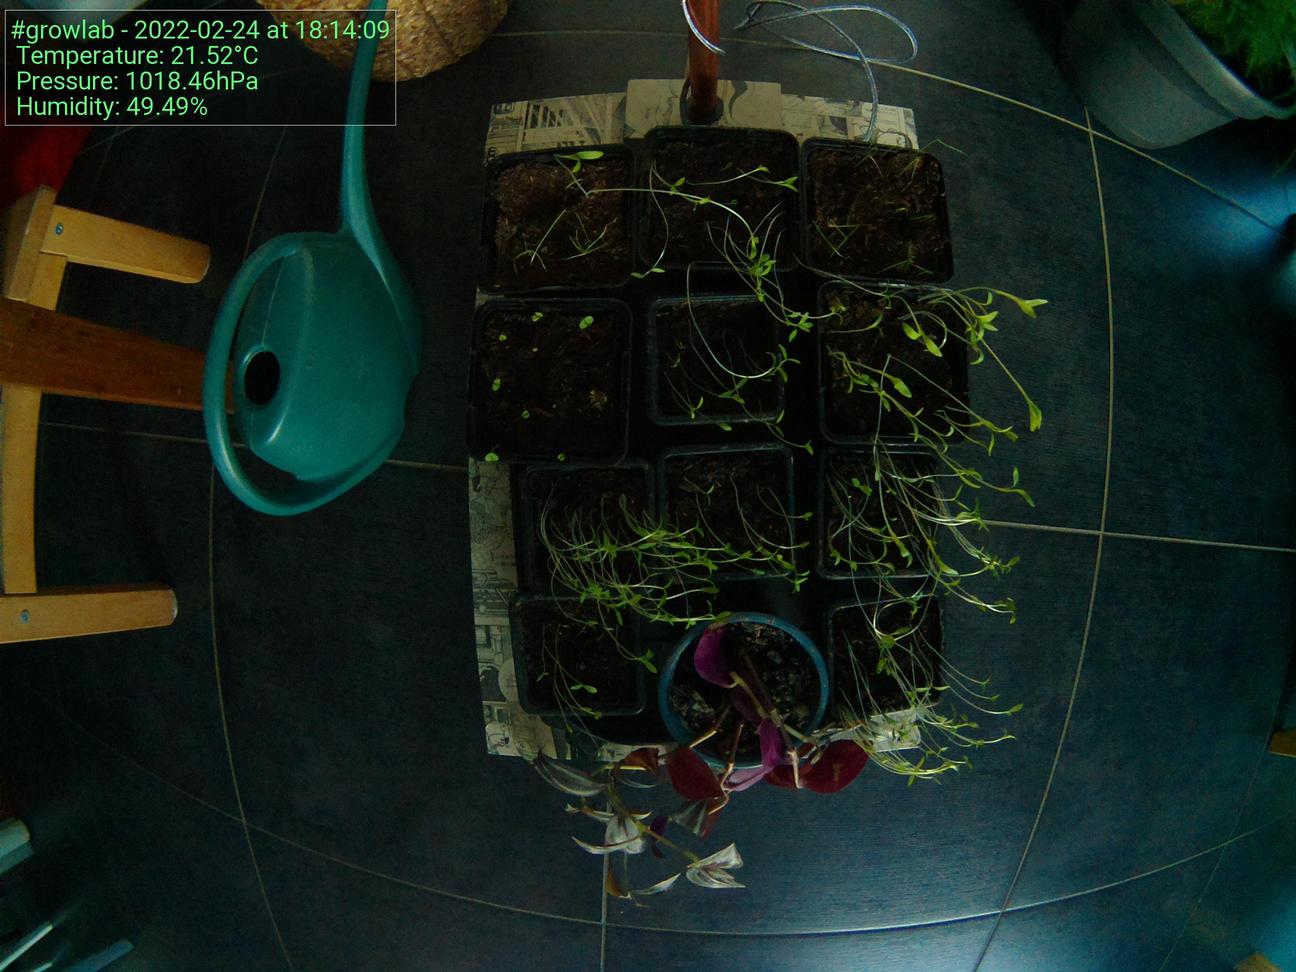 #growlab - 2022-02-24 at 18:14:09
Temperature: 21.52°C
Pressure: 1018.46hPa
Humidity: 49.49%